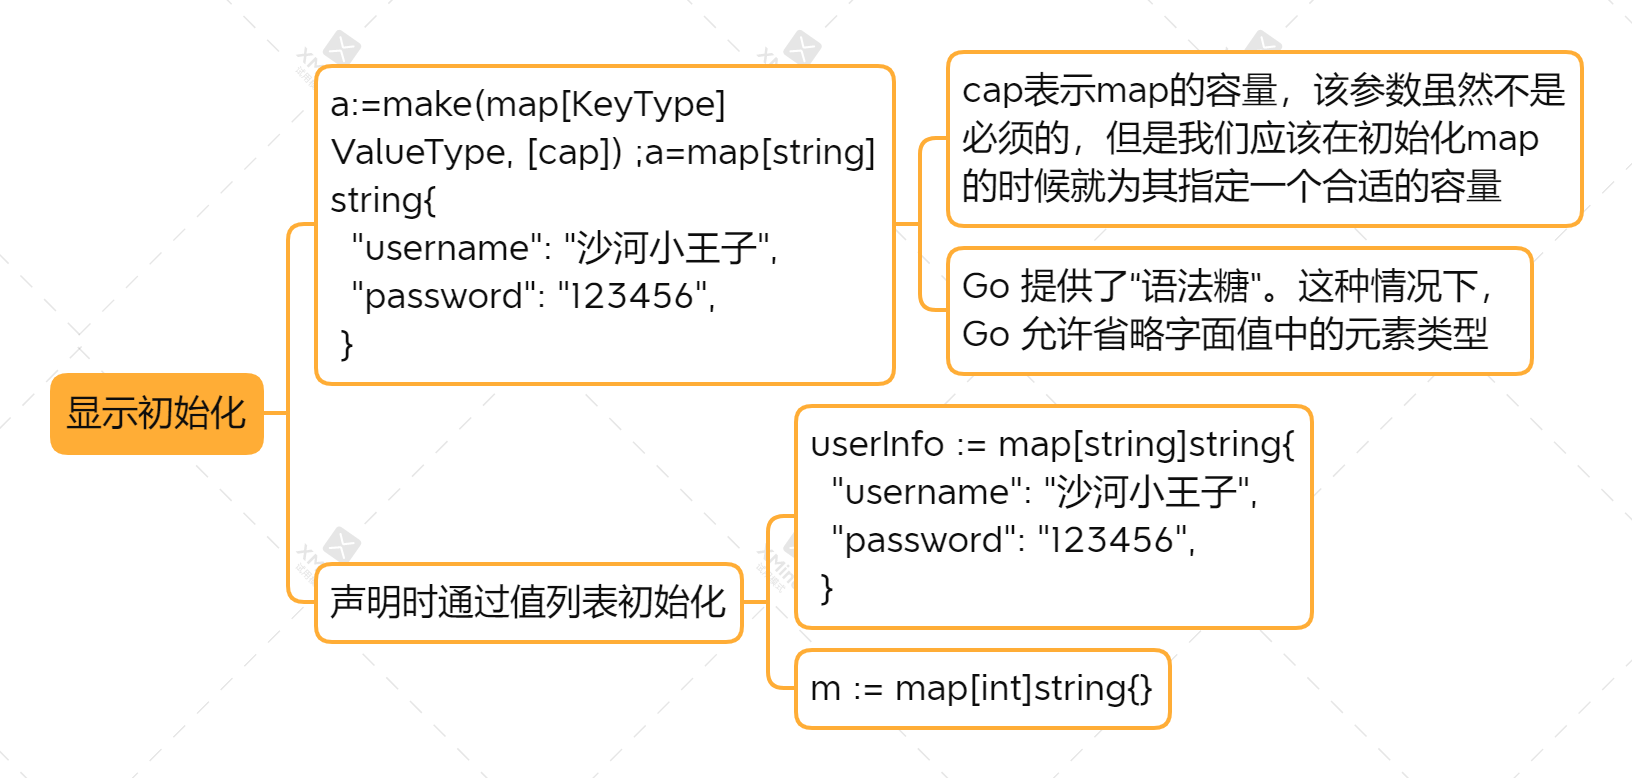 显示初始化
a:=make(map[KeyType]
ValueType, [cap]) ;a=map[string]
string{
"username": "沙河小王子",
"password": "123456",
}
cap表示map的容量，该参数虽然不是
必须的，但是我们应该在初始化map
的时候就为其指定一个合适的容量
Go 提供了“语法糖“。这种情况下，
Go 允许省略字面值中的元素类型
声明时通过值列表初始化
userInfo := map[string]string{
"username": "沙河小王子",
"password": "123456",
}
m := map[int]string{}